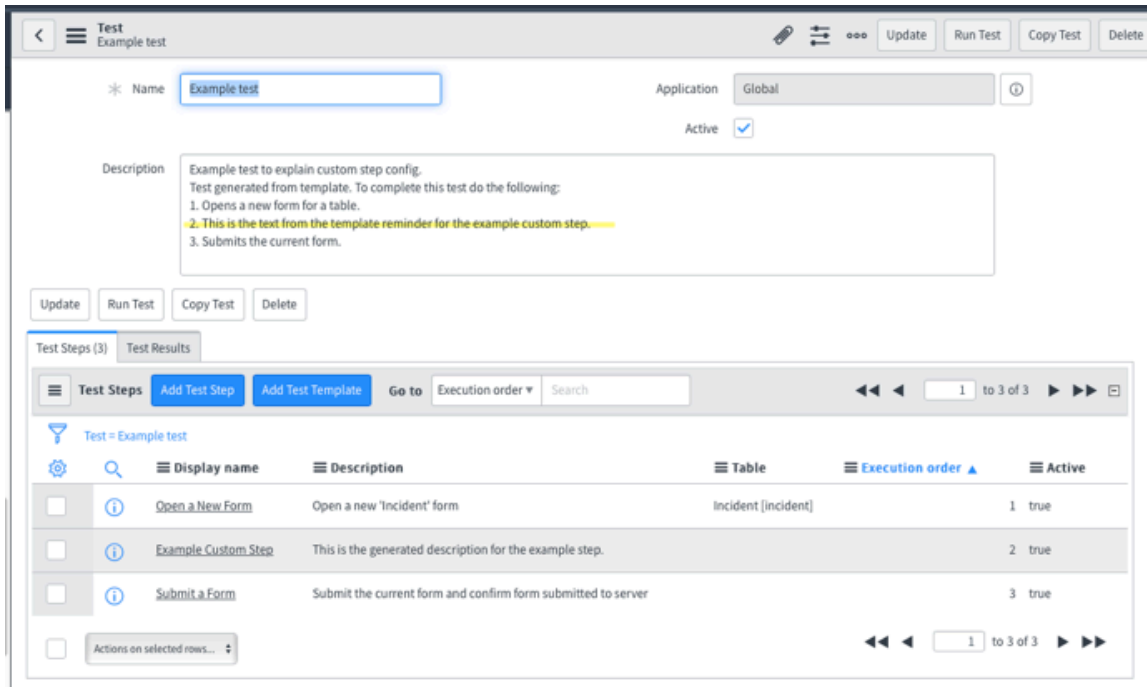 Test
Example test
Update Run Test Copy Test Delete
Name Example test Application Global
Active
Description Example test to explain custom step config.
Test generated from template. To complete this test do the following:
1. Opens a new form for a table.
2. This is the text from the template reminder for the example custom step.
3. Submits the current form.
Update Run Test Copy Test Delete
Test Steps (3) Test Results
Test Steps Add Test Step Add Test Template Go to Execution order Search 1 to 3 of 3
Test = Example test
Display name Description Table Execution order Active
Open a New Form Open a new 'Incident' form Incident [incident] 1 true
Example Custom Step This is the generated description for the example step. 2 true
Submit a Form Submit the current form and confirm form submitted to server 3 true
Actions on selected rows... 1 to 3 of 3